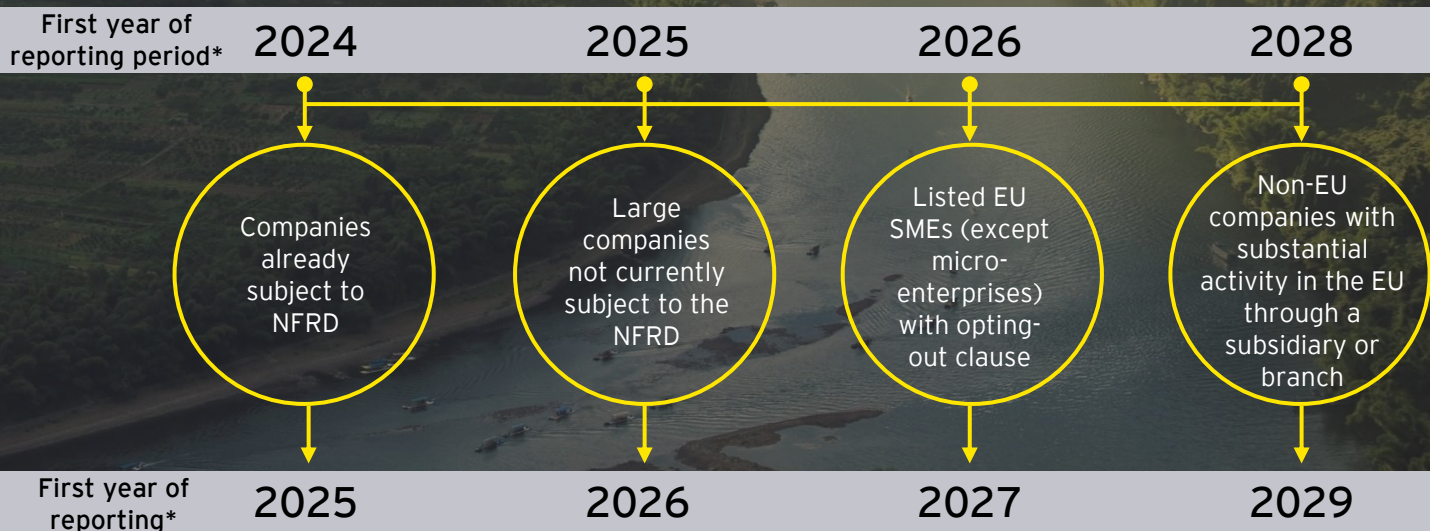 First year of
reporting period*
2024
2025
2026
2028
Companies
already
subject to
NFRD
Large
companies
not currently
subject to the
NFRD
Listed EU
SMEs (except
micro-
enterprises)
with opting-
out clause
Non-EU
companies with
substantial
activity in the EU
through a
subsidiary or
branch
First year of
reporting*
2025
2026
2027
2029